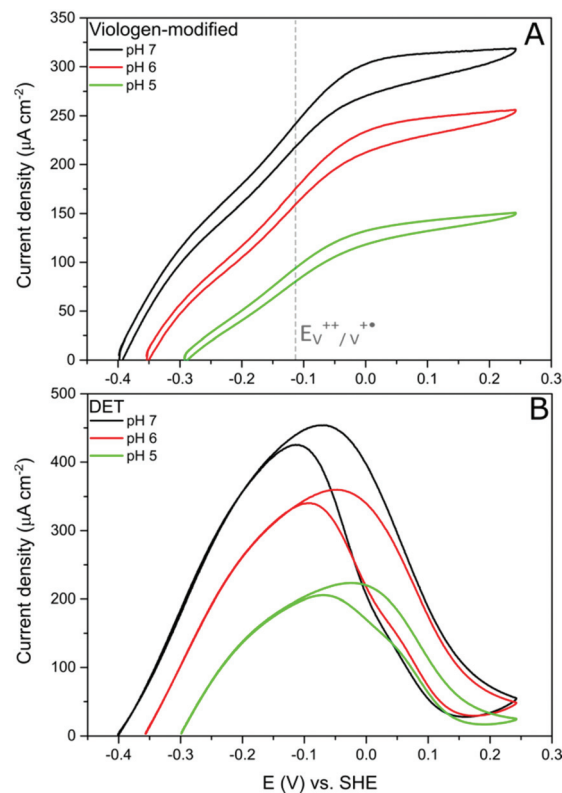 A
Viologen-modified
pH 7
pH 6
pH 5
350
300
250
200
150
100
50
0
Current density (µA cm⁻²)
E_V⁺⁺/V⁺•
-0.4 -0.3 -0.2 -0.1 0.0 0.1 0.2 0.3
B
DET
pH 7
pH 6
pH 5
500
400
300
200
100
0
Current density (µA cm⁻²)
-0.4 -0.3 -0.2 -0.1 0.0 0.1 0.2 0.3
E (V) vs. SHE